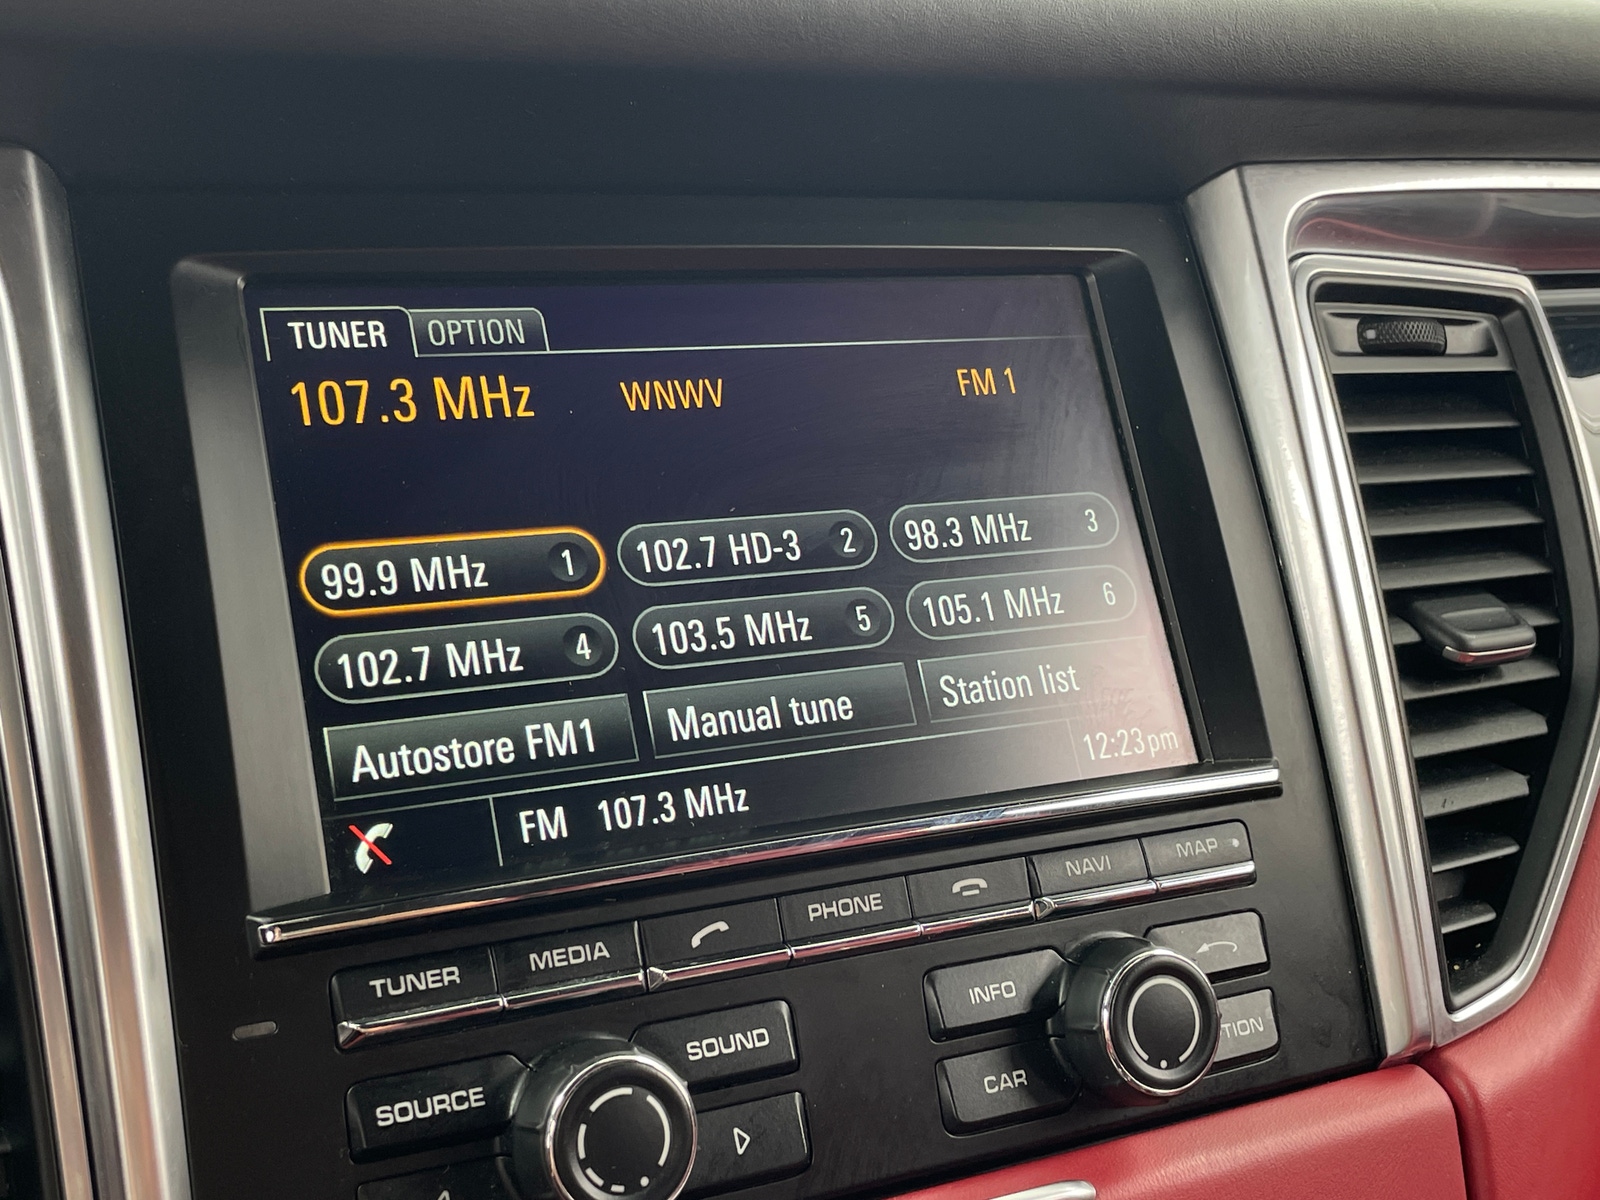 TUNER OPTION
107.3 MHz WNWV FM 1
99.9 MHz 1 102.7 HD-3 2 98.3 MHz 3
102.7 MHz 4 103.5 MHz 5 105.1 MHz 6
Autostore FM1 Manual tune Station list
FM 107.3 MHz 12:23pm
TUNER MEDIA PHONE NAVI MAP
SOURCE SOUND INFO
CAR